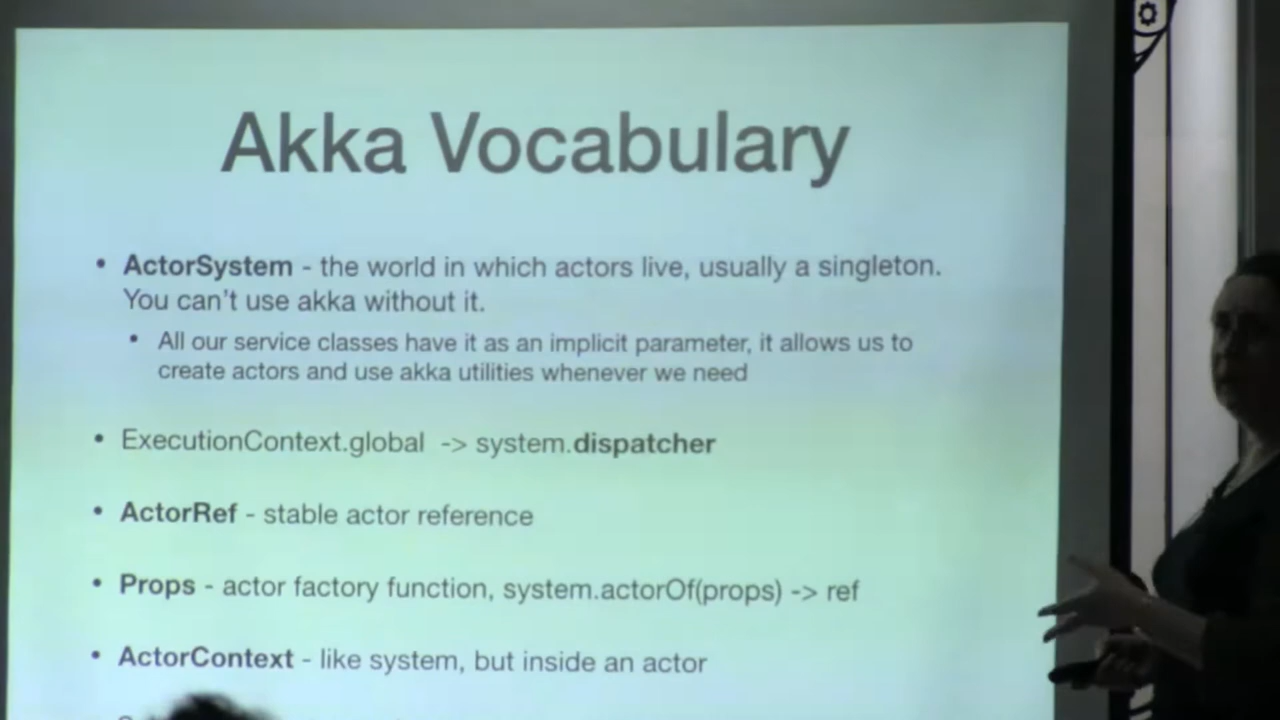 Akka Vocabulary
• ActorSystem - the world in which actors live, usually a singleton.
You can't use akka without it.
• All our service classes have it as an implicit parameter, it allows us to
create actors and use akka utilities whenever we need
• ExecutionContext.global -> system.dispatcher
• ActorRef - stable actor reference
• Props - actor factory function, system.actorOf(props) -> ref
• ActorContext - like system, but inside an actor